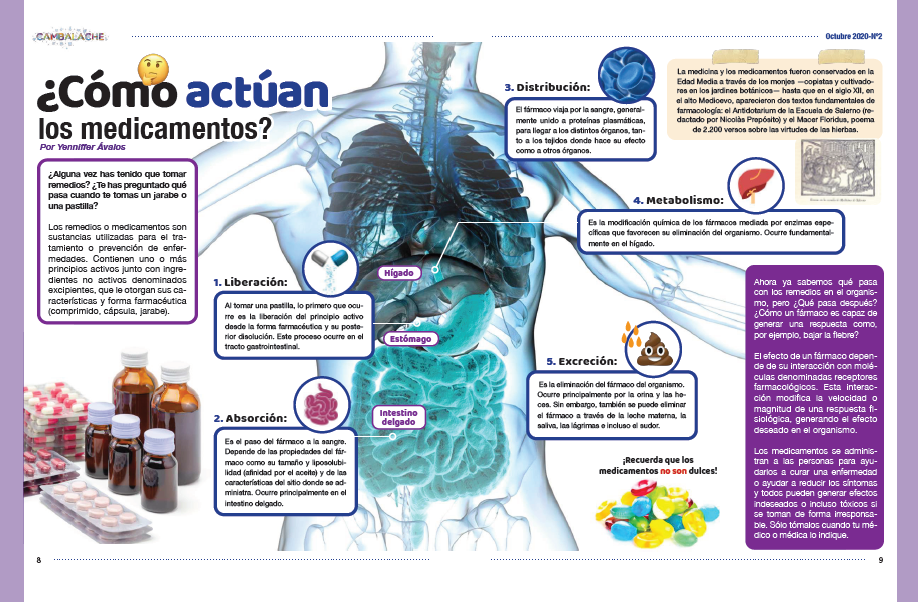 CAMBALACHE
Octubre 2020-Nº2
¿Cómo actúan
los medicamentos?
Por Yenniffer Ávalos
¿Alguna vez has tenido que tomar
remedios? ¿Te has preguntado qué
pasa cuando te tomas un jarabe o
una pastilla?
Los remedios o medicamentos son
sustancias utilizadas para el tra-
tamiento o prevención de enfer-
medades. Contienen uno o más
principios activos junto con ingre-
dientes no activos denominados
excipientes, que le otorgan sus ca-
racterísticas y forma farmacéutica
(comprimido, cápsula, jarabe).
1. Liberación:
Al tomar una pastilla, lo primero que ocu-
rre es la liberación del principio activo
desde la forma farmacéutica y su poste-
rior disolución. Este proceso ocurre en el
tracto gastrointestinal.
2. Absorción:
Es el paso del fármaco a la sangre.
Depende de las propiedades del fár-
maco como su tamaño y liposolubi-
lidad (afinidad por el aceite) y de las
características del sitio donde se ad-
ministra. Ocurre principalmente en el
intestino delgado.
Hígado
Estómago
Intestino
delgado
3. Distribución:
El fármaco viaja por la sangre, general-
mente unido a proteínas plasmáticas,
para llegar a los distintos órganos, tan-
to a los tejidos donde hace su efecto
como a otros órganos.
La medicina y los medicamentos fueron conservados en la
Edad Media a través de los monjes —copistas y cultivado-
res en los jardines botánicos— hasta que en el siglo XII, en
el alto Medioevo, aparecieron dos textos fundamentales de
farmacología: el Antidotarium de la Escuela de Salerno (re-
dactado por Nicolás Prepósito) y el Macer Floridus, poema
de 2.200 versos sobre las virtudes de las hierbas.
4. Metabolismo:
Es la modificación química de los fármacos mediada por enzimas espe-
cíficas que favorecen su eliminación del organismo. Ocurre fundamental-
mente en el hígado.
5. Excreción:
Es la eliminación del fármaco del organismo.
Ocurre principalmente por la orina y las he-
ces. Sin embargo, también se puede eliminar
el fármaco a través de la leche materna, la
saliva, las lágrimas e incluso el sudor.
¡Recuerda que los
medicamentos no son dulces!
Ahora ya sabemos qué pasa
con los remedios en el organis-
mo, pero ¿Qué pasa después?
¿Cómo un fármaco es capaz de
generar una respuesta como,
por ejemplo, bajar la fiebre?
El efecto de un fármaco depen-
de de su interacción con molé-
culas denominadas receptores
farmacológicos. Esta interac-
ción modifica la velocidad o
magnitud de una respuesta fi-
siológica, generando el efecto
deseado en el organismo.
Los medicamentos se adminis-
tran a las personas para ayu-
darlos a curar una enfermedad
o ayudar a reducir los síntomas
y todos pueden generar efectos
indeseados o incluso tóxicos si
se toman de forma irresponsa-
ble. Sólo tómalos cuando tu mé-
dico o médica lo indique.
8
9